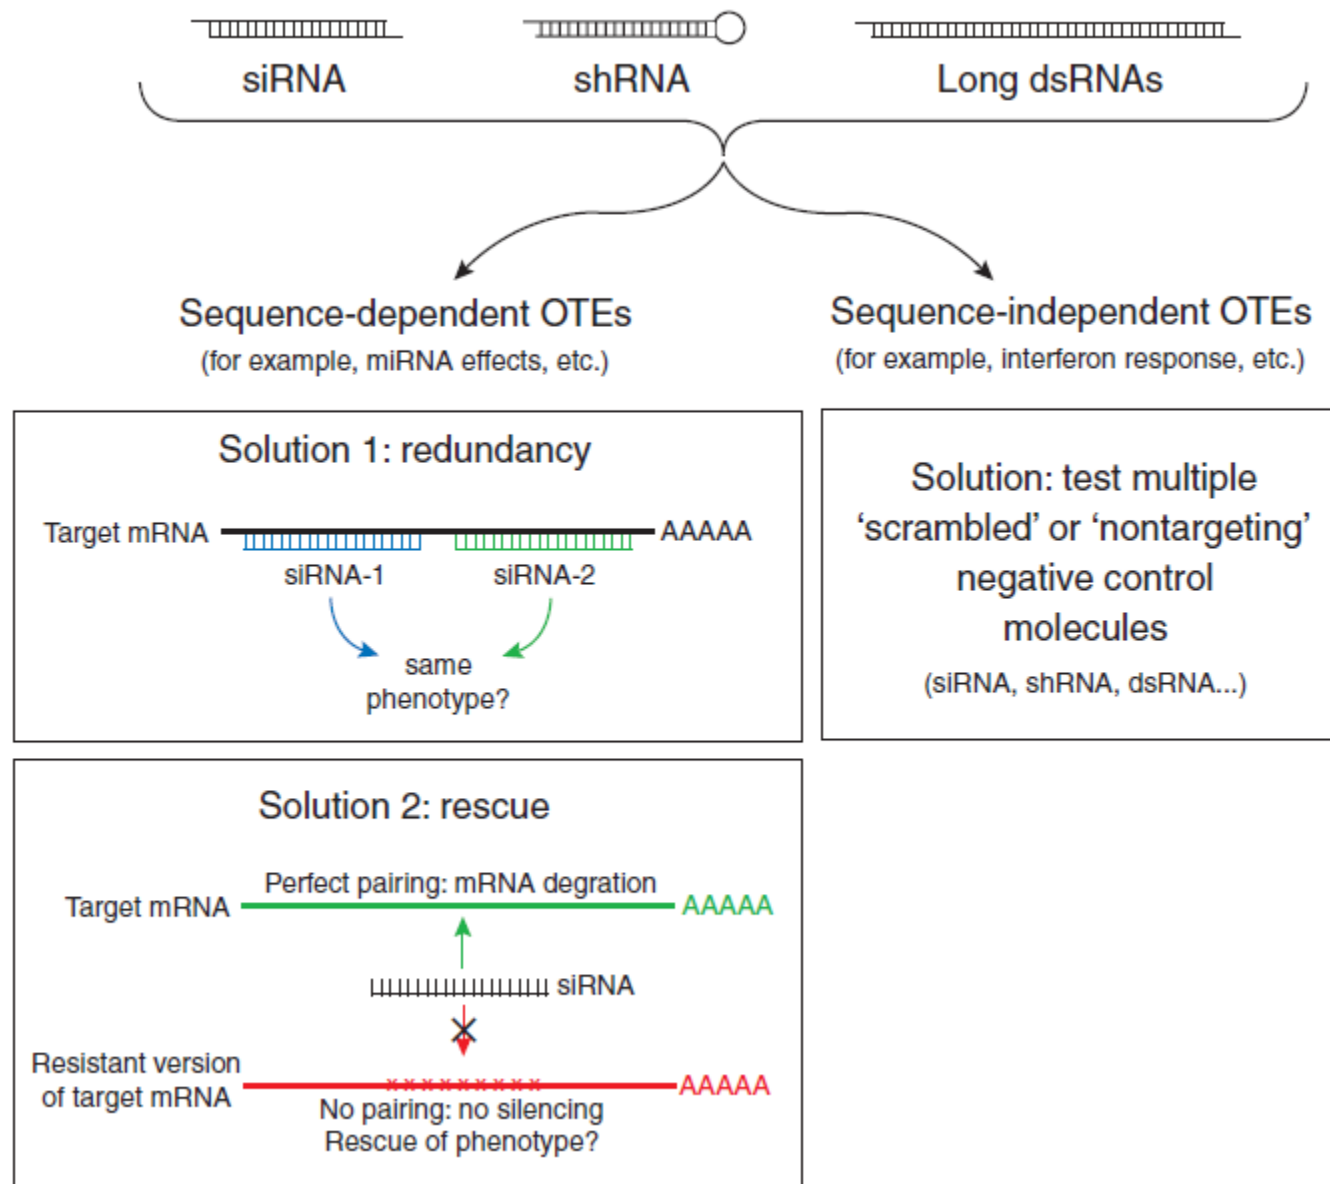 siRNA
shRNA
Long dsRNAs
Sequence-dependent OTEs
(for example, miRNA effects, etc.)
Sequence-independent OTEs
(for example, interferon response, etc.)
Solution 1: redundancy
Target mRNA
AAAAA
siRNA-1
siRNA-2
same
phenotype?
Solution: test multiple
‘scrambled’ or ‘nontargeting’
negative control
molecules
(siRNA, shRNA, dsRNA...)
Solution 2: rescue
Perfect pairing: mRNA degration
Target mRNA
AAAAA
siRNA
Resistant version
of target mRNA
AAAAA
No pairing: no silencing
Rescue of phenotype?